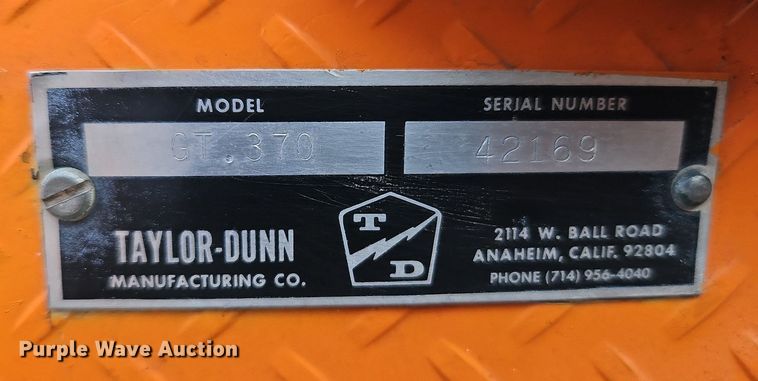 MODEL
SERIAL NUMBER
GT.370
42169
TAYLOR-DUNN
MANUFACTURING CO.
T
D
2114 W. BALL ROAD
ANAHEIM, CALIF. 92804
PHONE (714) 956-4040
Purple Wave Auction